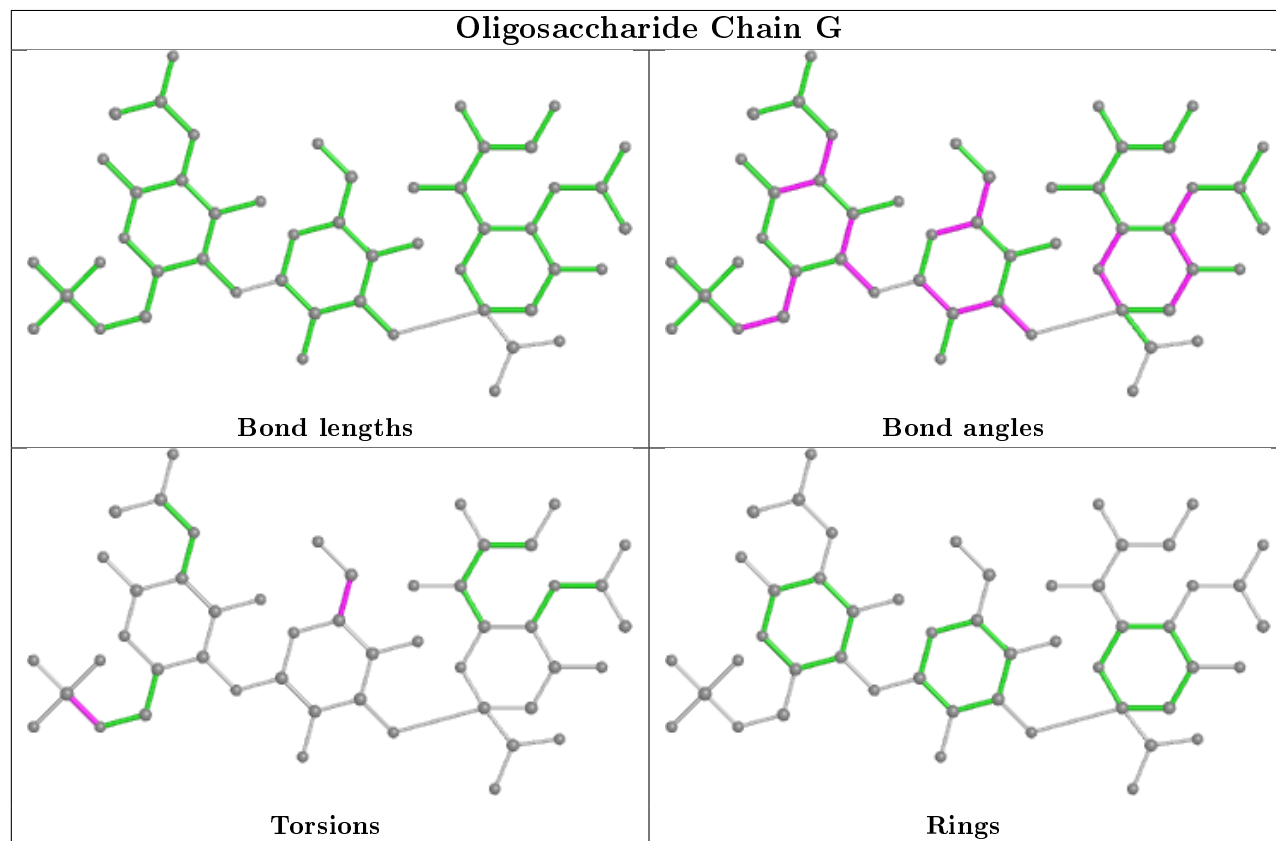 Oligosaccharide Chain G
Bond lengths
Bond angles
Torsions
Rings